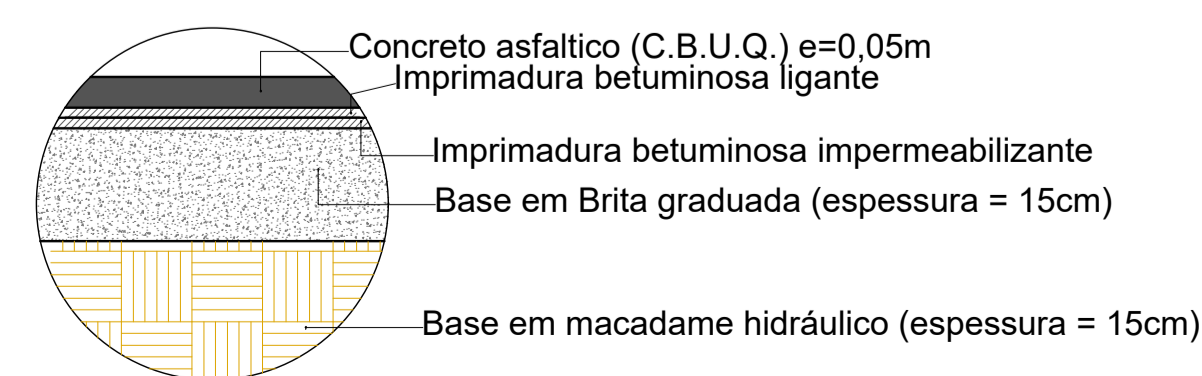 Concreto asfaltico (C.B.U.Q.) e=0,05m
Imprimadura betuminosa ligante
Imprimadura betuminosa impermeabilizante
Base em Brita graduada (espessura = 15cm)
Base em macadame hidráulico (espessura = 15cm)